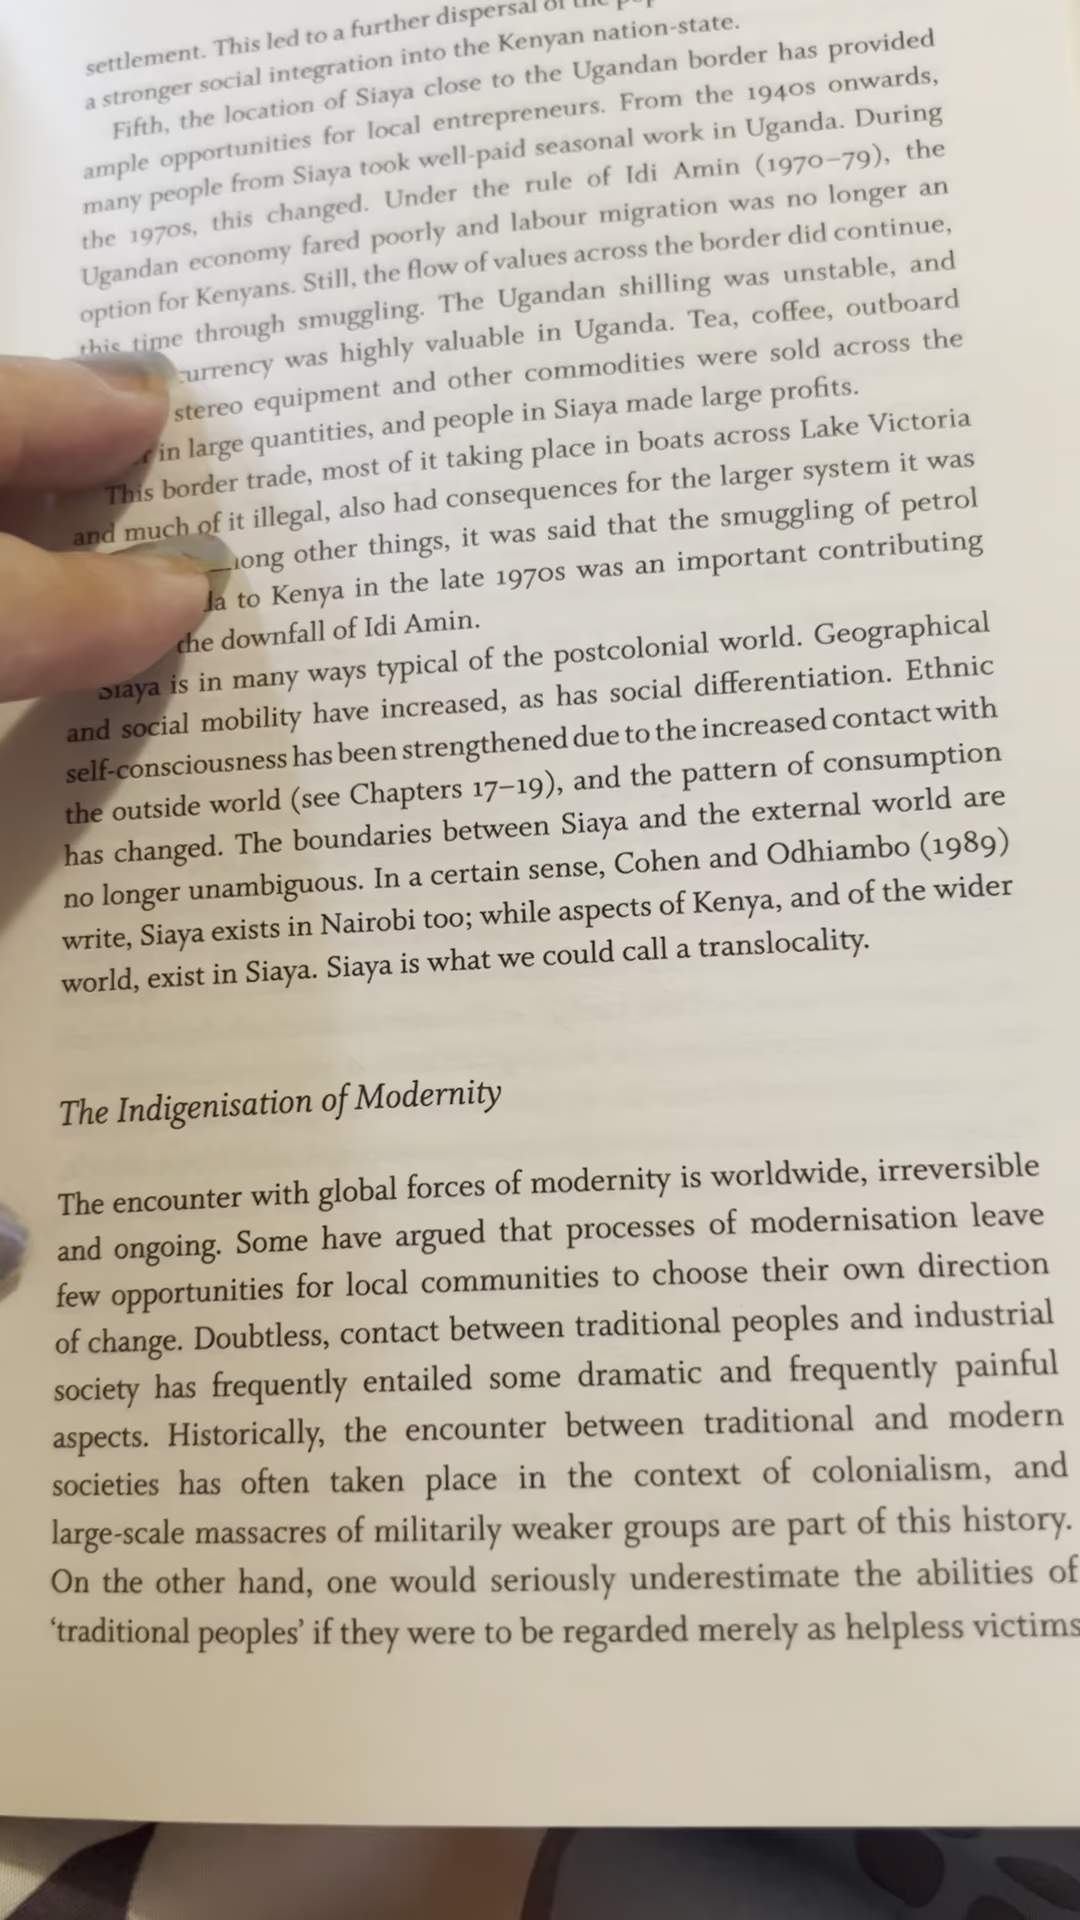 settlement. This led to a further dispersal of the
a stronger social integration into the Kenyan nation-state.
Fifth, the location of Siaya close to the Ugandan border has provided
ample opportunities for local entrepreneurs. From the 1940s onwards,
many people from Siaya took well-paid seasonal work in Uganda. During
the 1970s, this changed. Under the rule of Idi Amin (1970–79), the
Ugandan economy fared poorly and labour migration was no longer an
option for Kenyans. Still, the flow of values across the border did continue,
this time through smuggling. The Ugandan shilling was unstable, and
currency was highly valuable in Uganda. Tea, coffee, outboard
stereo equipment and other commodities were sold across the
in large quantities, and people in Siaya made large profits.
This border trade, most of it taking place in boats across Lake Victoria
and much of it illegal, also had consequences for the larger system it was
other things, it was said that the smuggling of petrol
to Kenya in the late 1970s was an important contributing
the downfall of Idi Amin.
Siaya is in many ways typical of the postcolonial world. Geographical
and social mobility have increased, as has social differentiation. Ethnic
self-consciousness has been strengthened due to the increased contact with
the outside world (see Chapters 17–19), and the pattern of consumption
has changed. The boundaries between Siaya and the external world are
no longer unambiguous. In a certain sense, Cohen and Odhiambo (1989)
write, Siaya exists in Nairobi too; while aspects of Kenya, and of the wider
world, exist in Siaya. Siaya is what we could call a translocality.
The Indigenisation of Modernity
The encounter with global forces of modernity is worldwide, irreversible
and ongoing. Some have argued that processes of modernisation leave
few opportunities for local communities to choose their own direction
of change. Doubtless, contact between traditional peoples and industrial
society has frequently entailed some dramatic and frequently painful
aspects. Historically, the encounter between traditional and modern
societies has often taken place in the context of colonialism, and
large-scale massacres of militarily weaker groups are part of this history.
On the other hand, one would seriously underestimate the abilities of
‘traditional peoples’ if they were to be regarded merely as helpless victims